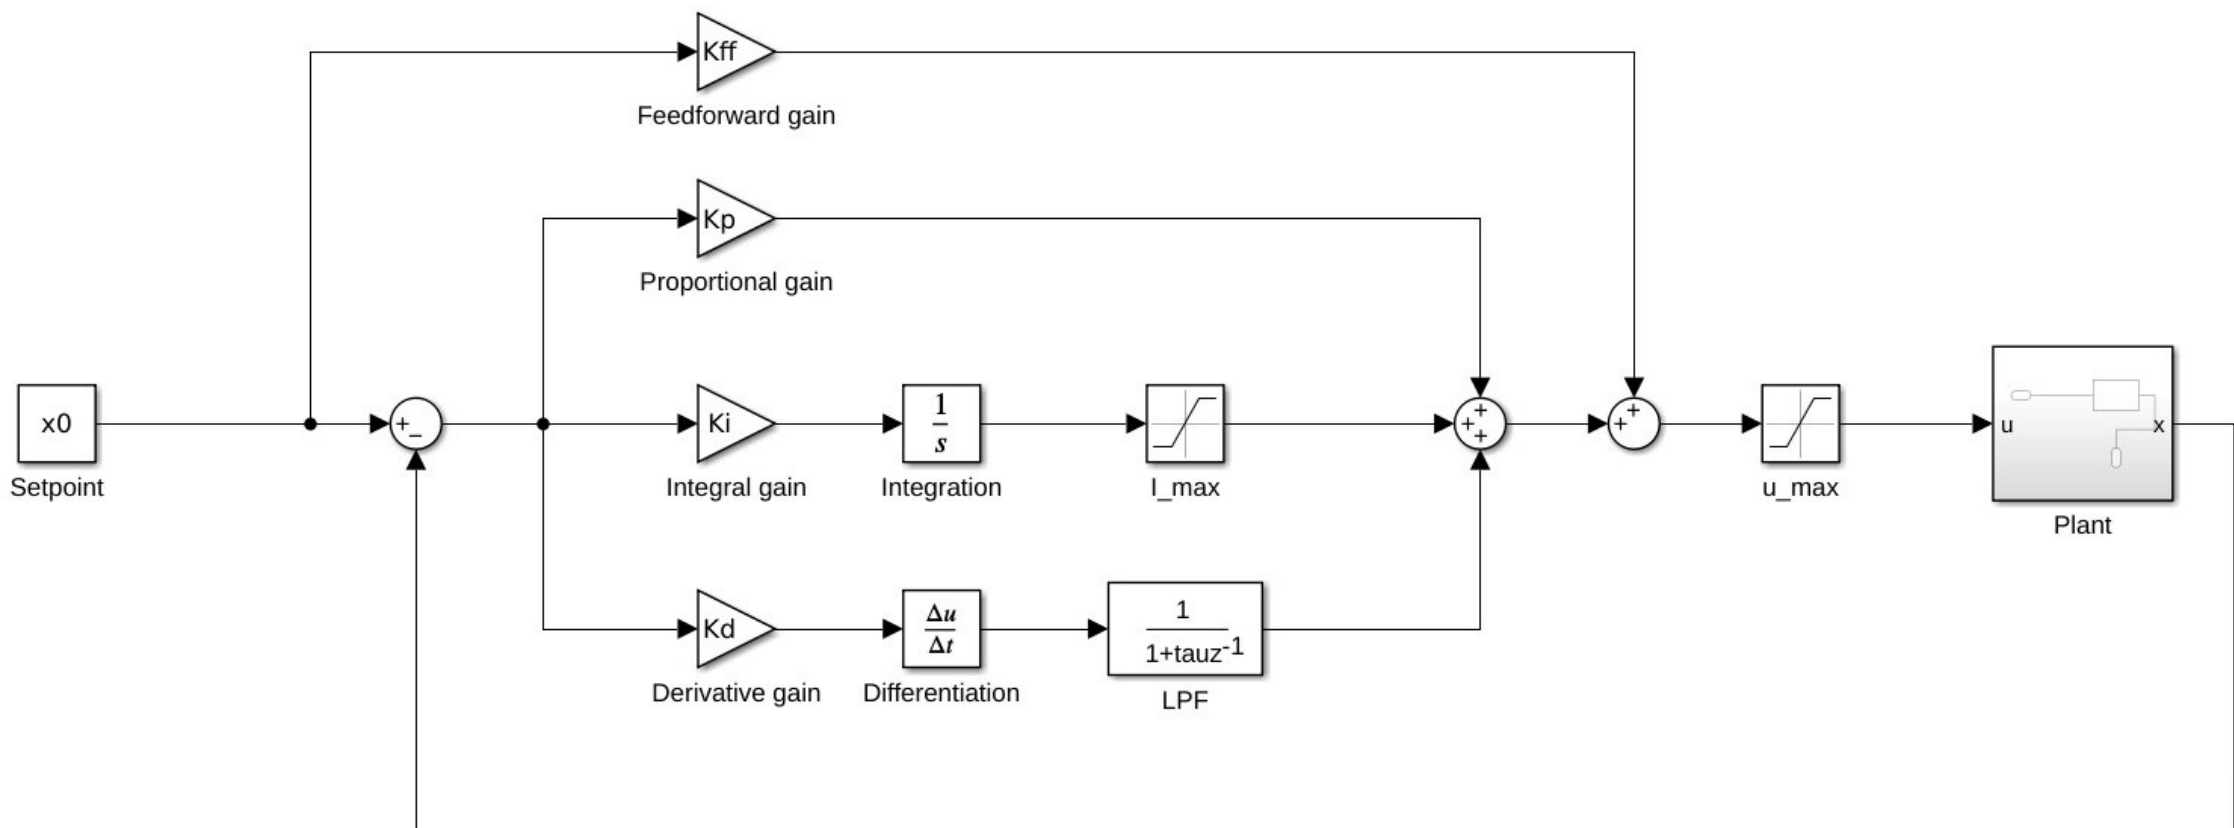 Kff
Feedforward gain
Kp
Proportional gain
x0
Setpoint
+
−
Ki
Integral gain
1
s
Integration
I_max
+
+
+
+
+
u_max
u
x
Plant
Kd
Derivative gain
Δu
Δt
Differentiation
1
1+tauz-1
LPF